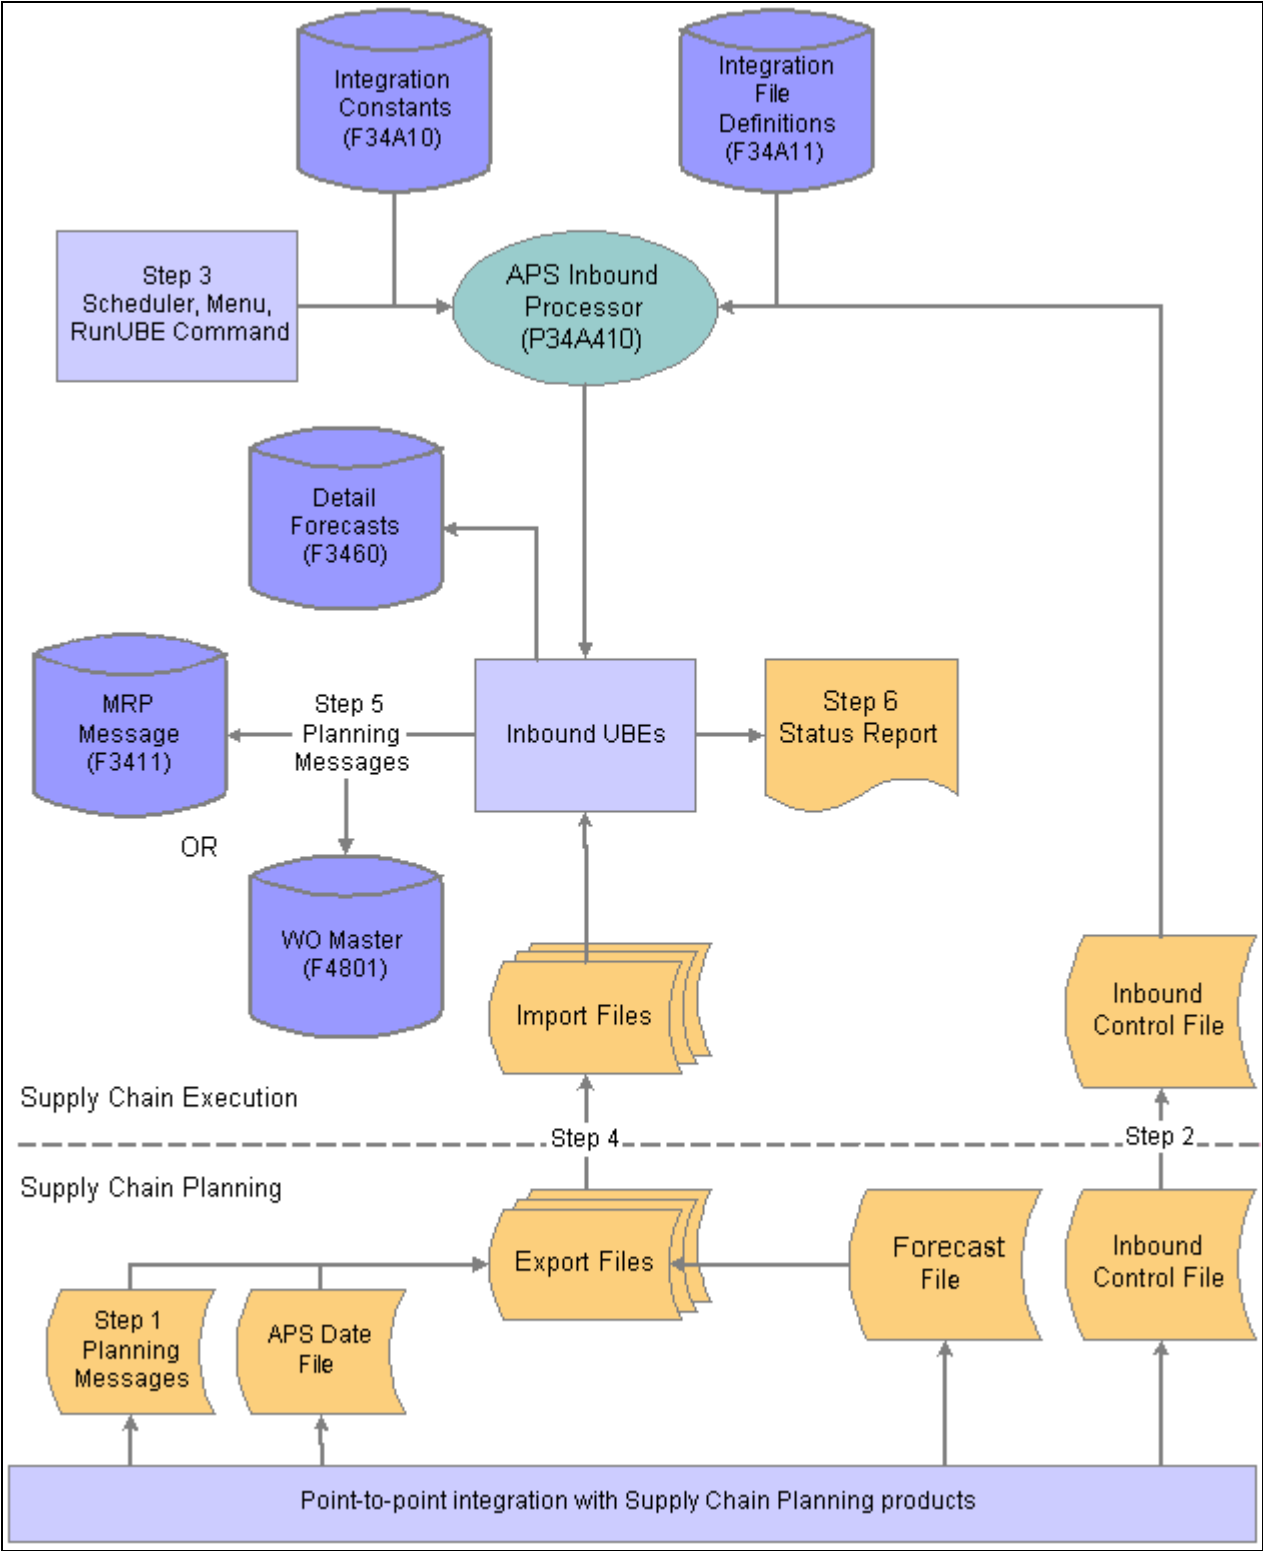 Integration
Constants
(F34A10)
Integration
File
Definitions
(F34A11)
Step 3
Scheduler, Menu,
RunUBE Command
APS Inbound
Processor
(P34A410)
Detail
Forecasts
(F3460)
MRP
Message
(F3411)
Step 5
Planning
Messages
Inbound UBEs
Step 6
Status Report
OR
WO Master
(F4801)
Import Files
Inbound
Control File
Supply Chain Execution
Step 4
Step 2
Supply Chain Planning
Export Files
Forecast
File
Inbound
Control File
Step 1
Planning
Messages
APS Date
File
Point-to-point integration with Supply Chain Planning products